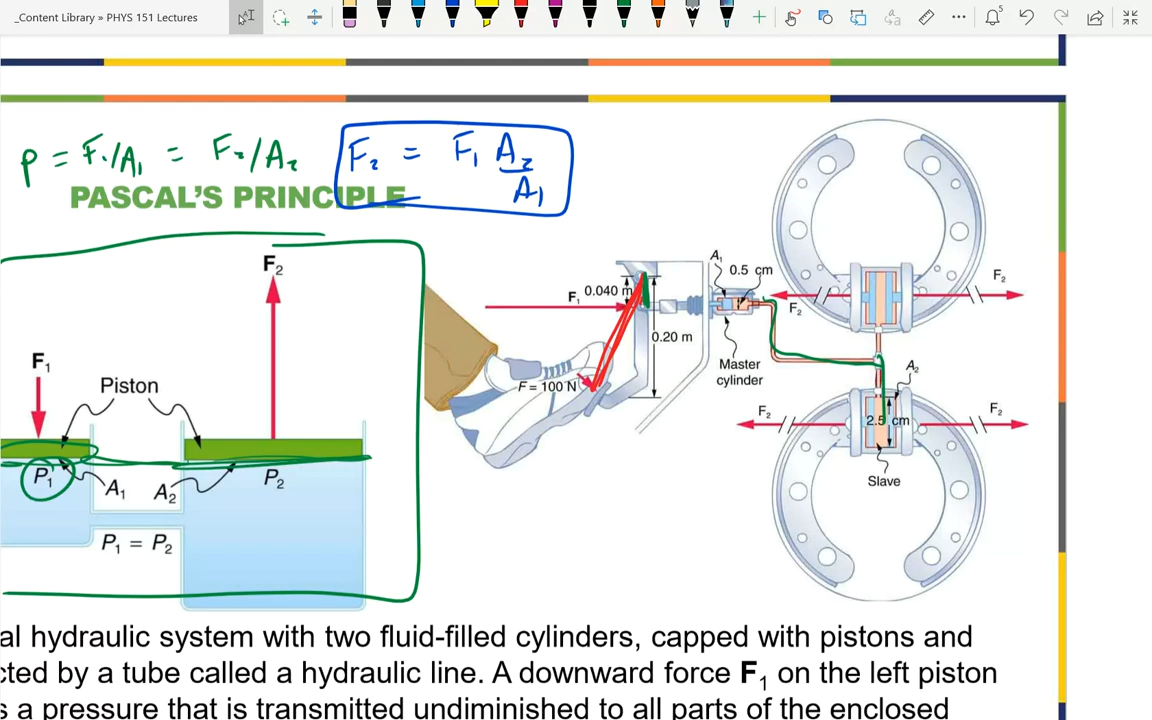 _Content Library » PHYS 151 Lectures
5
p = F₁/A₁ = F₂/A₂
F₂ = F₁ A₂/A₁
PASCAL'S PRINCIPLE
F₂
F₁
Piston
P₁
A₁
A₂
P₂
P₁ = P₂
F₁
0.040 m
0.20 m
F = 100 N
A₁
0.5 cm
Master
cylinder
F₂
F₂
A₂
F₂
F₂
2.5 cm
Slave
al hydraulic system with two fluid-filled cylinders, capped with pistons and
cted by a tube called a hydraulic line. A downward force F₁ on the left piston
s a pressure that is transmitted undiminished to all parts of the enclosed